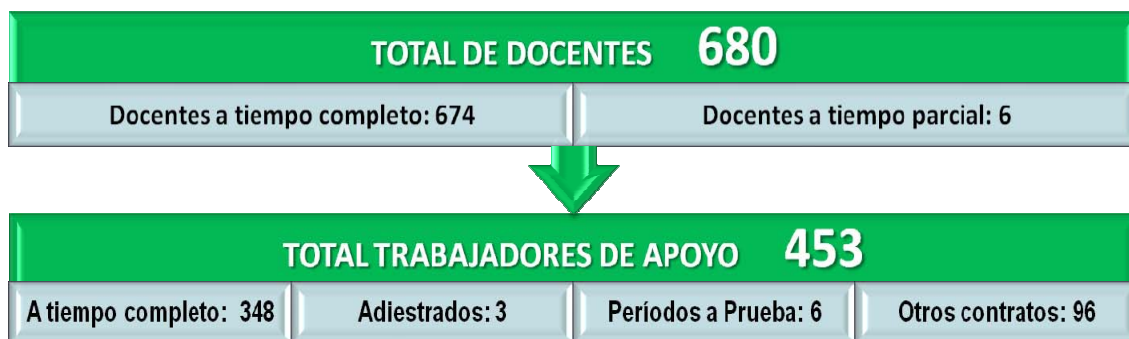 TOTAL DE DOCENTES 680
Docentes a tiempo completo: 674 Docentes a tiempo parcial: 6
TOTAL TRABAJADORES DE APOYO 453
A tiempo completo: 348 Adiestrados: 3 Períodos a Prueba: 6 Otros contratos: 96